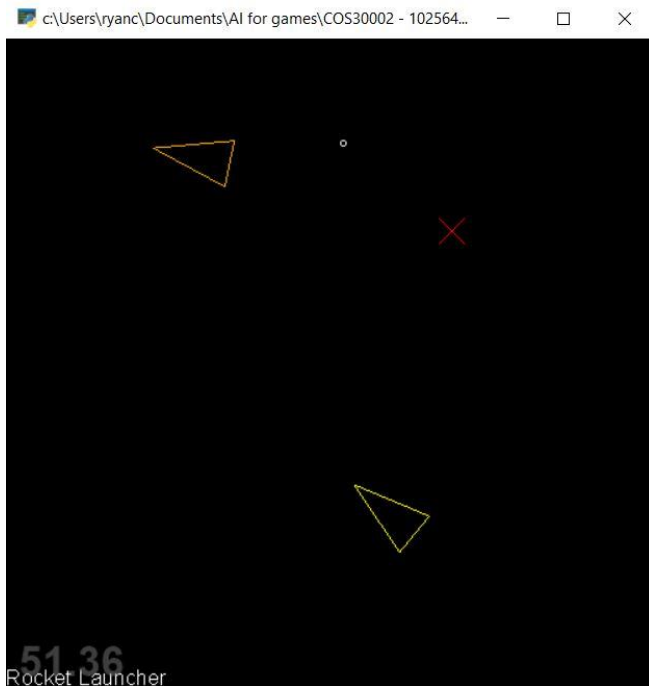 c:\Users\ryanc\Documents\AI for games\COS30002 - 102564...
51.36
Rocket Launcher